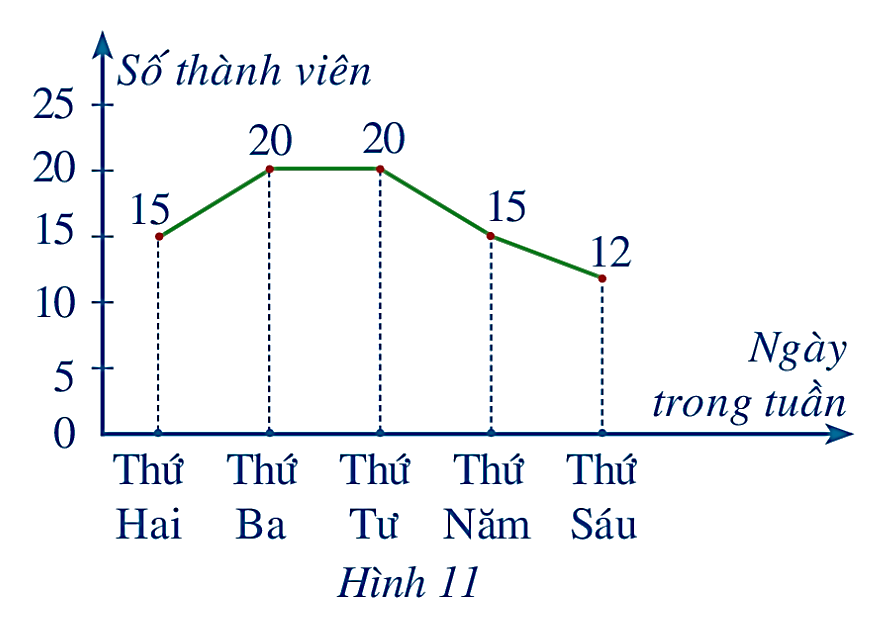 Số thành viên
25
20
15
10
5
0
15
20
20
15
12
Ngày
trong tuần
Thứ Hai
Thứ Ba
Thứ Tư
Thứ Năm
Thứ Sáu
Hình 11